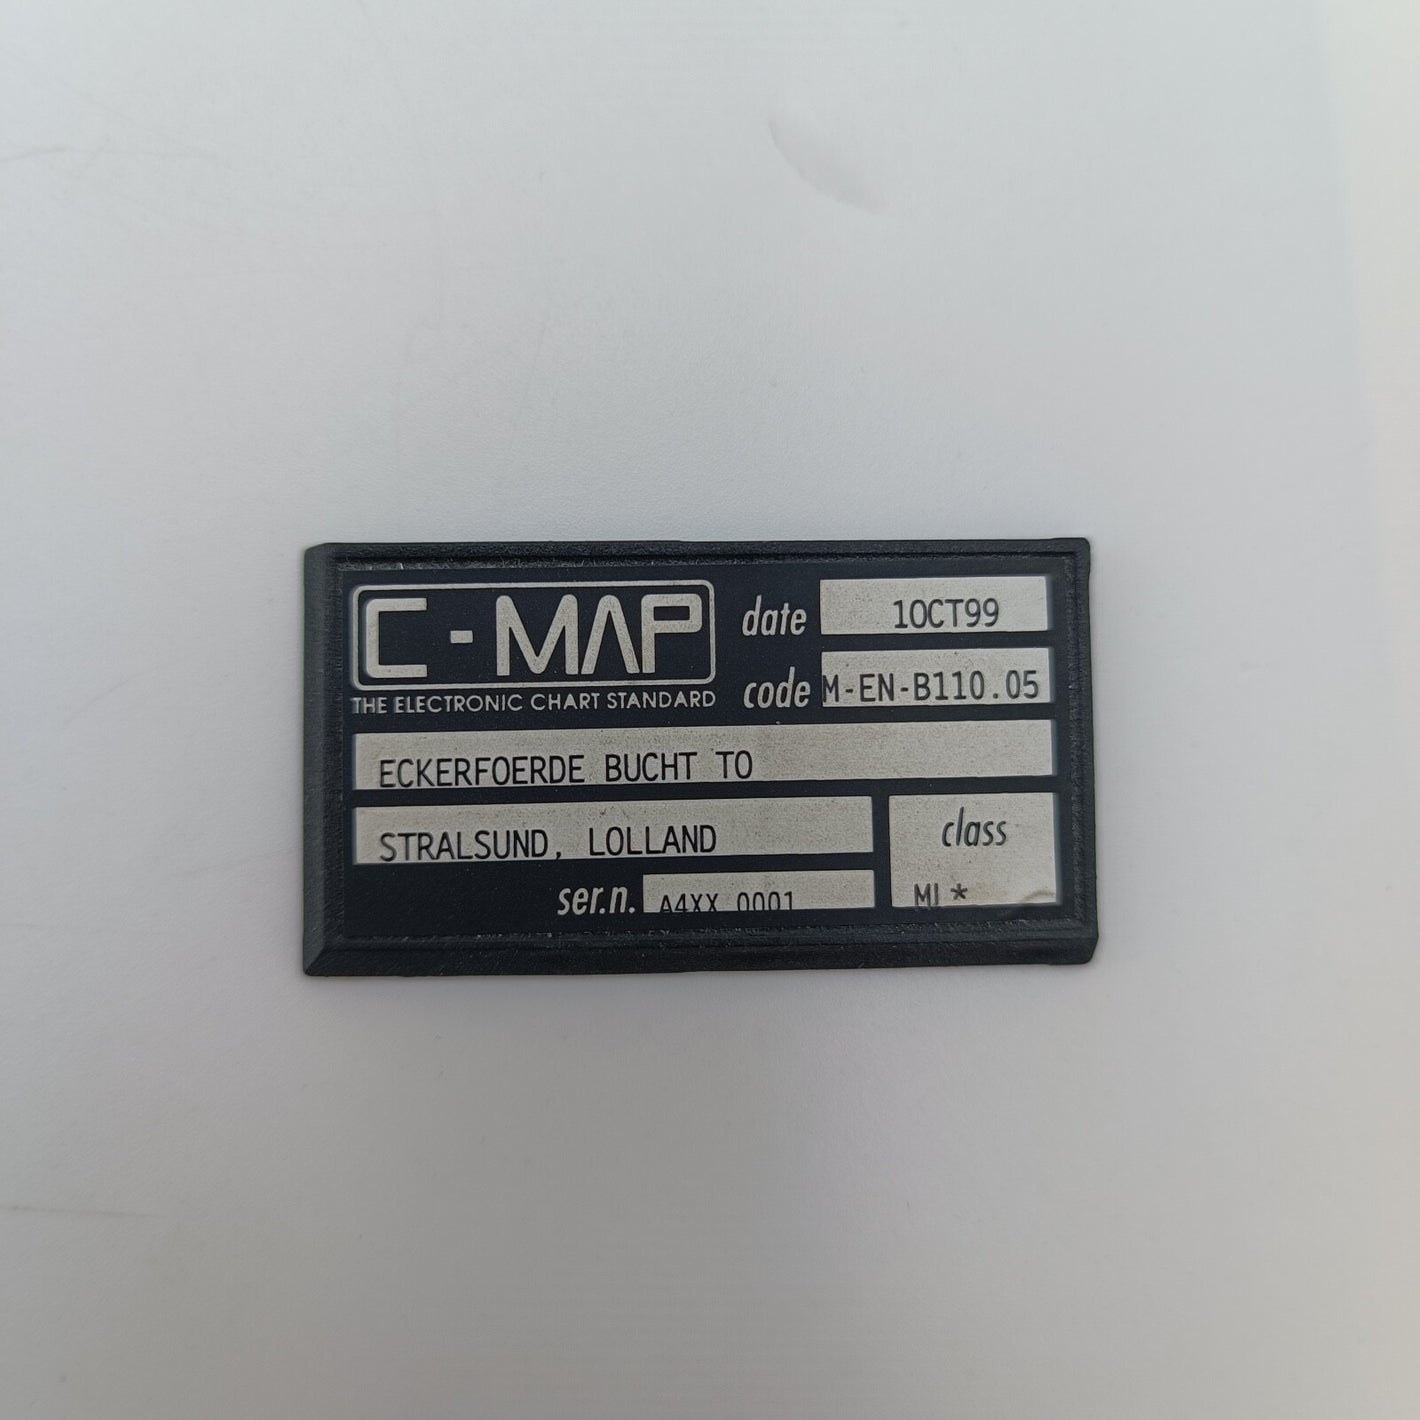 C-MAP
THE ELECTRONIC CHART STANDARD
date 1OCT99
code M-EN-B110.05
ECKERFOERDE BUCHT TO
STRALSUND, LOLLAND
class
MI *
ser.n. A4XX 0001